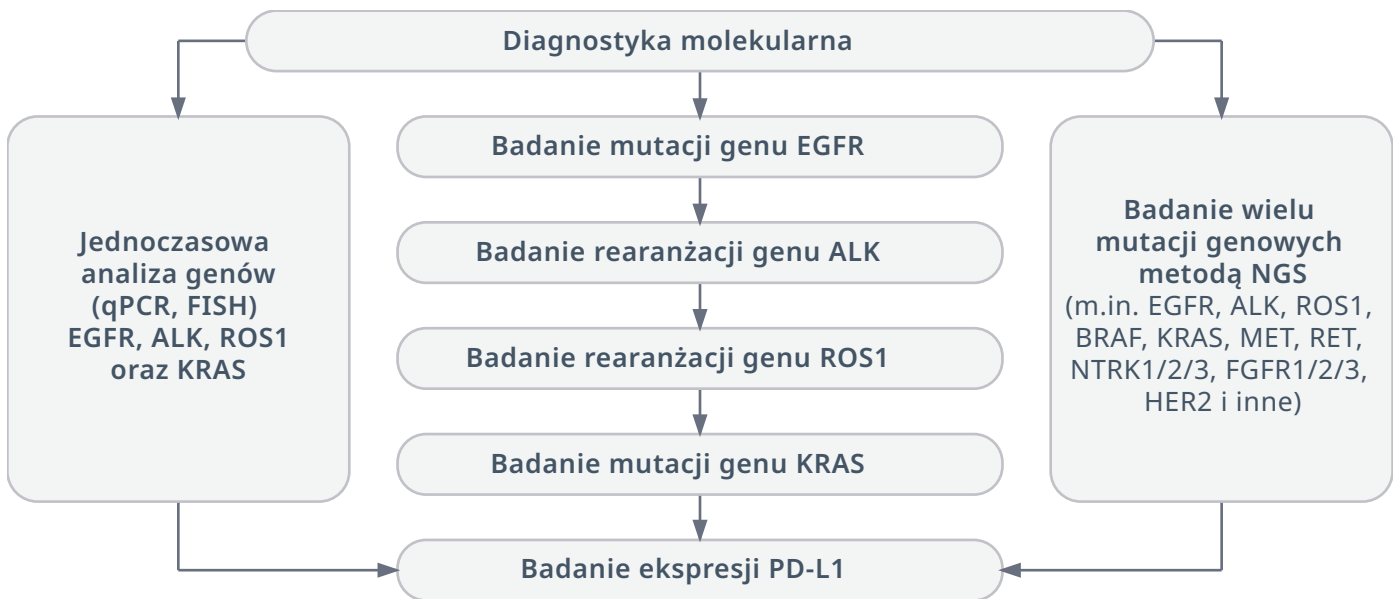 Diagnostyka molekularna
Jednoczasowa
analiza genów
(qPCR, FISH)
EGFR, ALK, ROS1
oraz KRAS
Badanie mutacji genu EGFR
Badanie rearanżacji genu ALK
Badanie rearanżacji genu ROS1
Badanie mutacji genu KRAS
Badanie wielu
mutacji genowych
metodą NGS
(m.in. EGFR, ALK, ROS1,
BRAF, KRAS, MET, RET,
NTRK1/2/3, FGFR1/2/3,
HER2 i inne)
Badanie ekspresji PD-L1